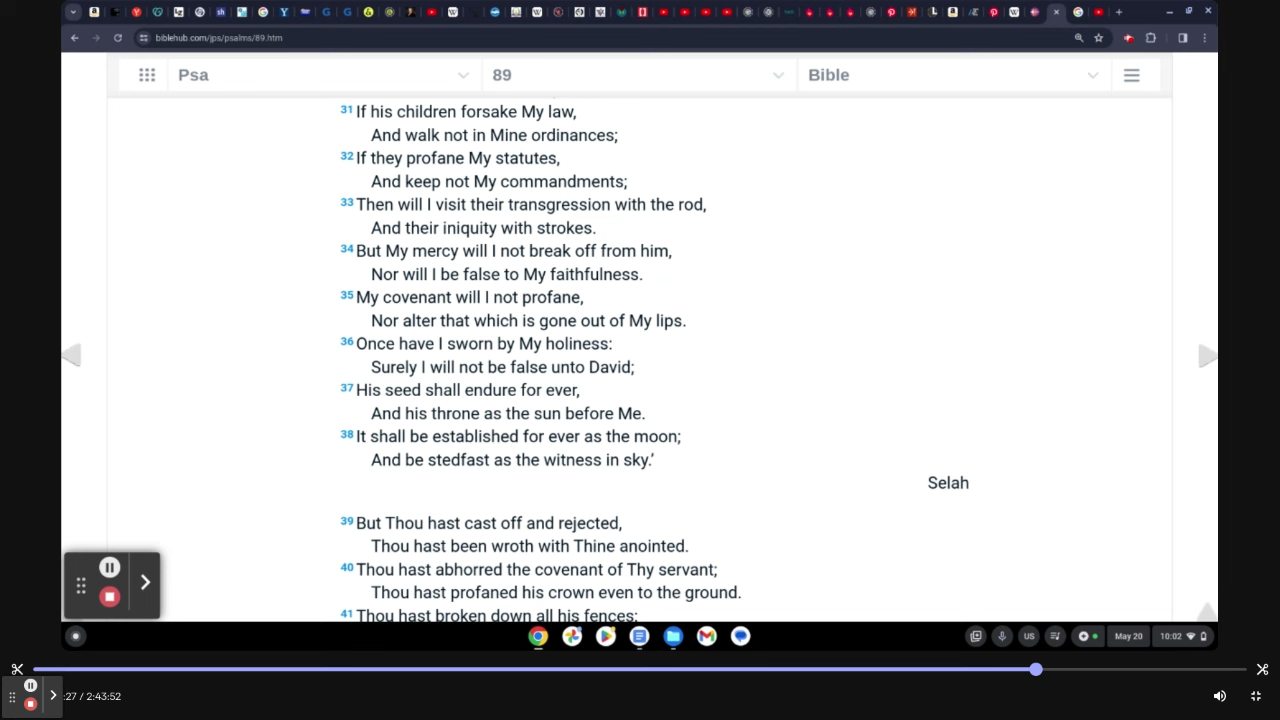 biblehub.com/jps/psalms/89.htm
Psa
89
Bible
31 If his children forsake My law,
And walk not in Mine ordinances;
32 If they profane My statutes,
And keep not My commandments;
33 Then will I visit their transgression with the rod,
And their iniquity with strokes.
34 But My mercy will I not break off from him,
Nor will I be false to My faithfulness.
35 My covenant will I not profane,
Nor alter that which is gone out of My lips.
36 Once have I sworn by My holiness:
Surely I will not be false unto David;
37 His seed shall endure for ever,
And his throne as the sun before Me.
38 It shall be established for ever as the moon;
And be stedfast as the witness in sky.’
Selah
39 But Thou hast cast off and rejected,
Thou hast been wroth with Thine anointed.
40 Thou hast abhorred the covenant of Thy servant;
Thou hast profaned his crown even to the ground.
41 Thou hast broken down all his fences;
US
May 20
10:02
:27 / 2:43:52